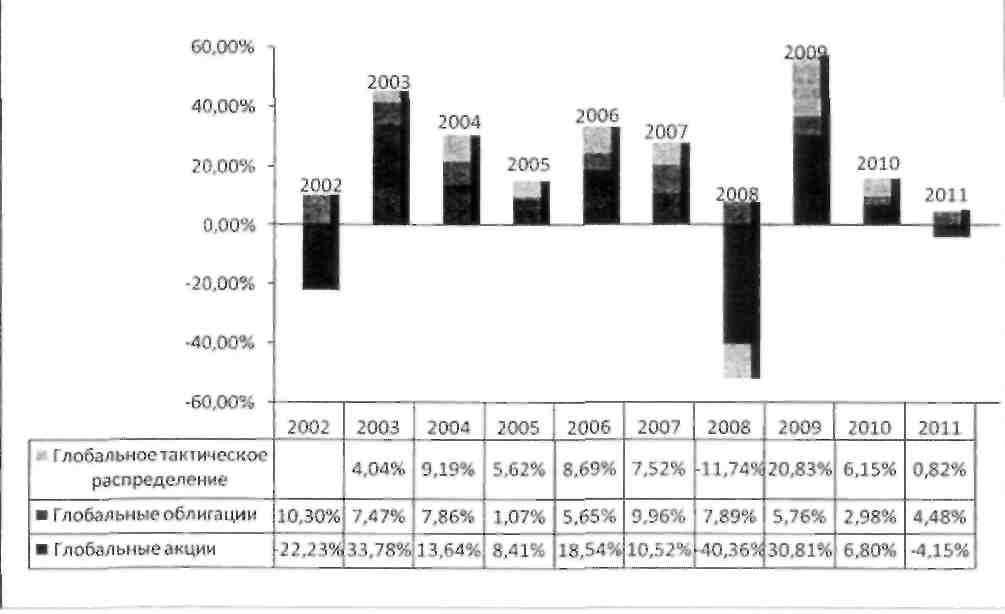 60,00%
2009
2003
40,00%
2004
2006
2007
20,00%
2005
2010
2002
2008
2011
0,00%
-20,00%
-40,00%
-60,00%
2002 2003 2004 2005 2006 2007 2008 2009 2010 2011
Глобальное тактическое
распределение
4,04% 9,19% 5,62% 8,69% 7,52% -11,74% 20,83% 6,15% 0,82%
Глобальные облигации 10,30% 7,47% 7,86% 1,07% 5,65% 9,96% 7,89% 5,76% 2,98% 4,48%
Глобальные акции -22,23% 33,78% 13,64% 8,41% 18,54% 10,52% -40,36% 30,81% 6,80% -4,15%